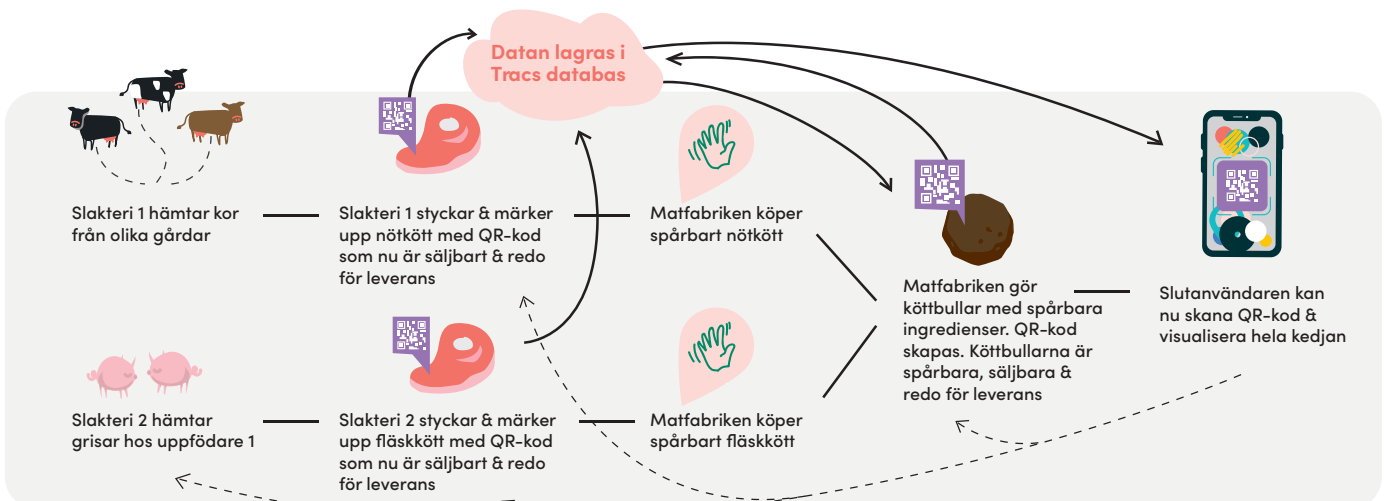 Datan lagras i
Tracs databas
Slakteri 1 hämtar kor
från olika gårdar
Slakteri 1 styckar & märker
upp nötkött med QR-kod
som nu är säljbart & redo
för leverans
Matfabriken köper
spårbart nötkött
Matfabriken gör
köttbullar med spårbara
ingredienser. QR-kod
skapas. Köttbullarna är
spårbara, säljbara &
redo för leverans
Slutanvändaren kan
nu skana QR-kod &
visualisera hela kedjan
Slakteri 2 hämtar
grisar hos uppfödare 1
Slakteri 2 styckar & märker
upp fläskkött med QR-kod
som nu är säljbart & redo
för leverans
Matfabriken köper
spårbart fläskkött